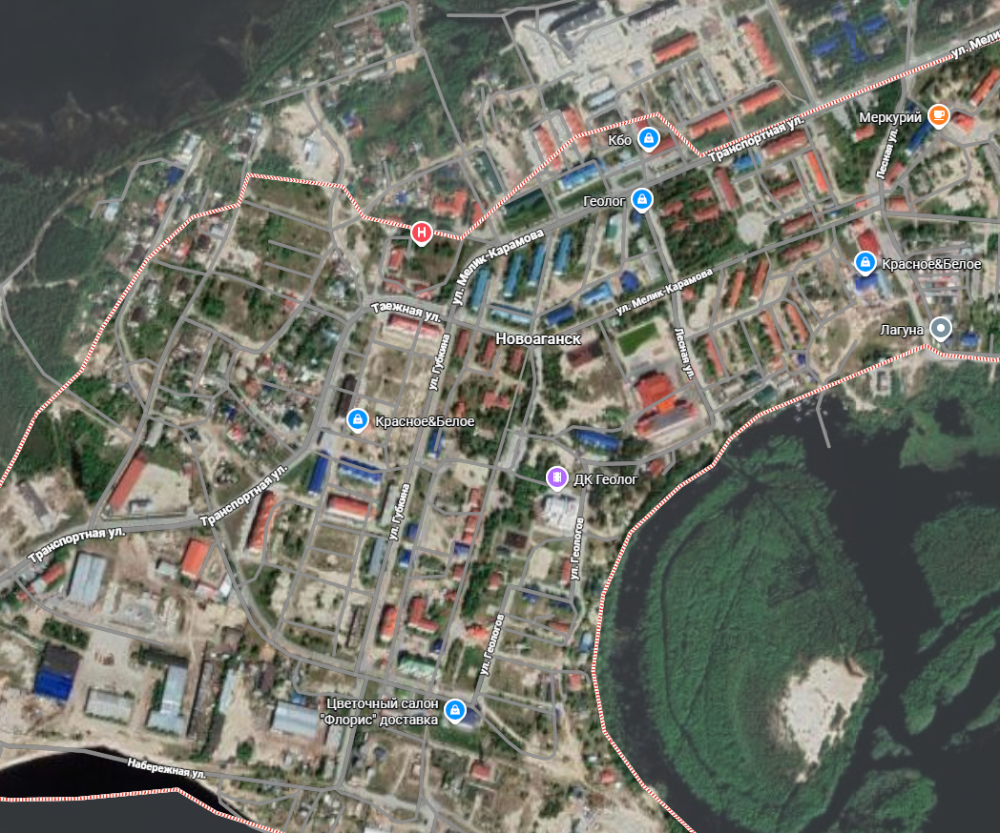 ул. Мели
Меркурий
Кбо
Транспортная ул.
Лесная ул.
Геолог
ул. Мелик-Карамова
Красное&Белое
ул. Мелик-Карамова
Таежная ул.
Лагуна
Новоаганск
Лесная ул.
ул. Губкина
Красное&Белое
ДК Геолог
Транспортная ул.
ул. Губкина
Транспортная ул.
ул. Геологов
ул. Геологов
Цветочный салон
"Флорис" доставка
Набережная ул.
H